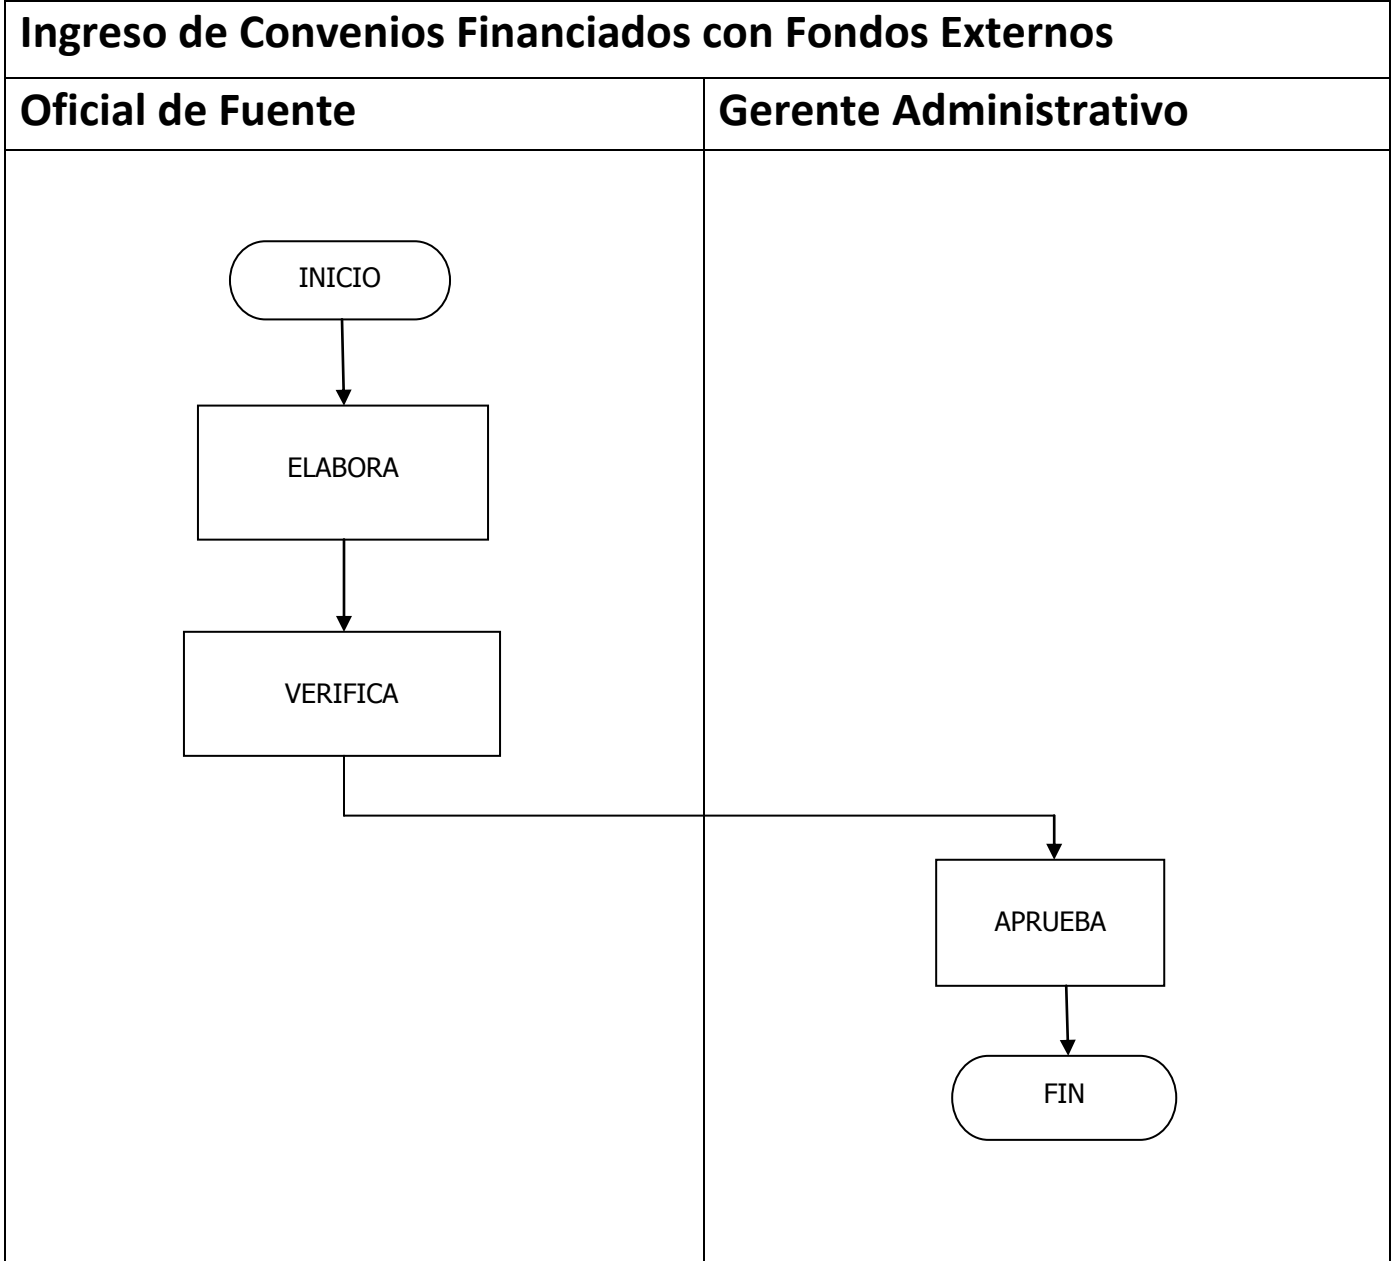 Ingreso de Convenios Financiados con Fondos Externos
Oficial de Fuente
Gerente Administrativo
INICIO
ELABORA
VERIFICA
APRUEBA
FIN